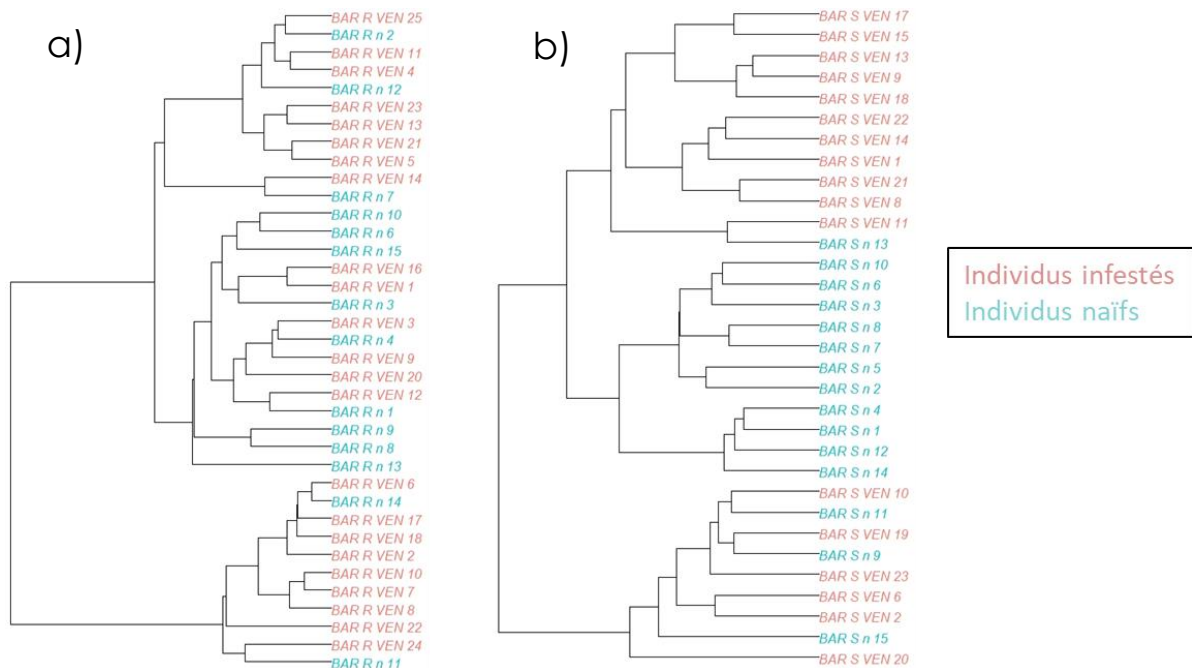 a)
BAR R VEN 25
BAR R n 2
BAR R VEN 11
BAR R VEN 4
BAR R n 12
BAR R VEN 23
BAR R VEN 13
BAR R VEN 21
BAR R VEN 5
BAR R VEN 14
BAR R n 7
BAR R n 10
BAR R n 6
BAR R n 15
BAR R VEN 16
BAR R VEN 1
BAR R n 3
BAR R VEN 3
BAR R n 4
BAR R VEN 9
BAR R VEN 20
BAR R VEN 12
BAR R n 1
BAR R n 9
BAR R n 8
BAR R n 13
BAR R VEN 6
BAR R n 14
BAR R VEN 17
BAR R VEN 18
BAR R VEN 2
BAR R VEN 10
BAR R VEN 7
BAR R VEN 8
BAR R VEN 22
BAR R VEN 24
BAR R n 11
b)
BAR S VEN 17
BAR S VEN 15
BAR S VEN 13
BAR S VEN 9
BAR S VEN 18
BAR S VEN 22
BAR S VEN 14
BAR S VEN 1
BAR S VEN 21
BAR S VEN 8
BAR S VEN 11
BAR S n 13
BAR S n 10
BAR S n 6
BAR S n 3
BAR S n 8
BAR S n 7
BAR S n 5
BAR S n 2
BAR S n 4
BAR S n 1
BAR S n 12
BAR S n 14
BAR S VEN 10
BAR S n 11
BAR S VEN 19
BAR S n 9
BAR S VEN 23
BAR S VEN 6
BAR S VEN 2
BAR S n 15
BAR S VEN 20
Individus infestés
Individus naïfs